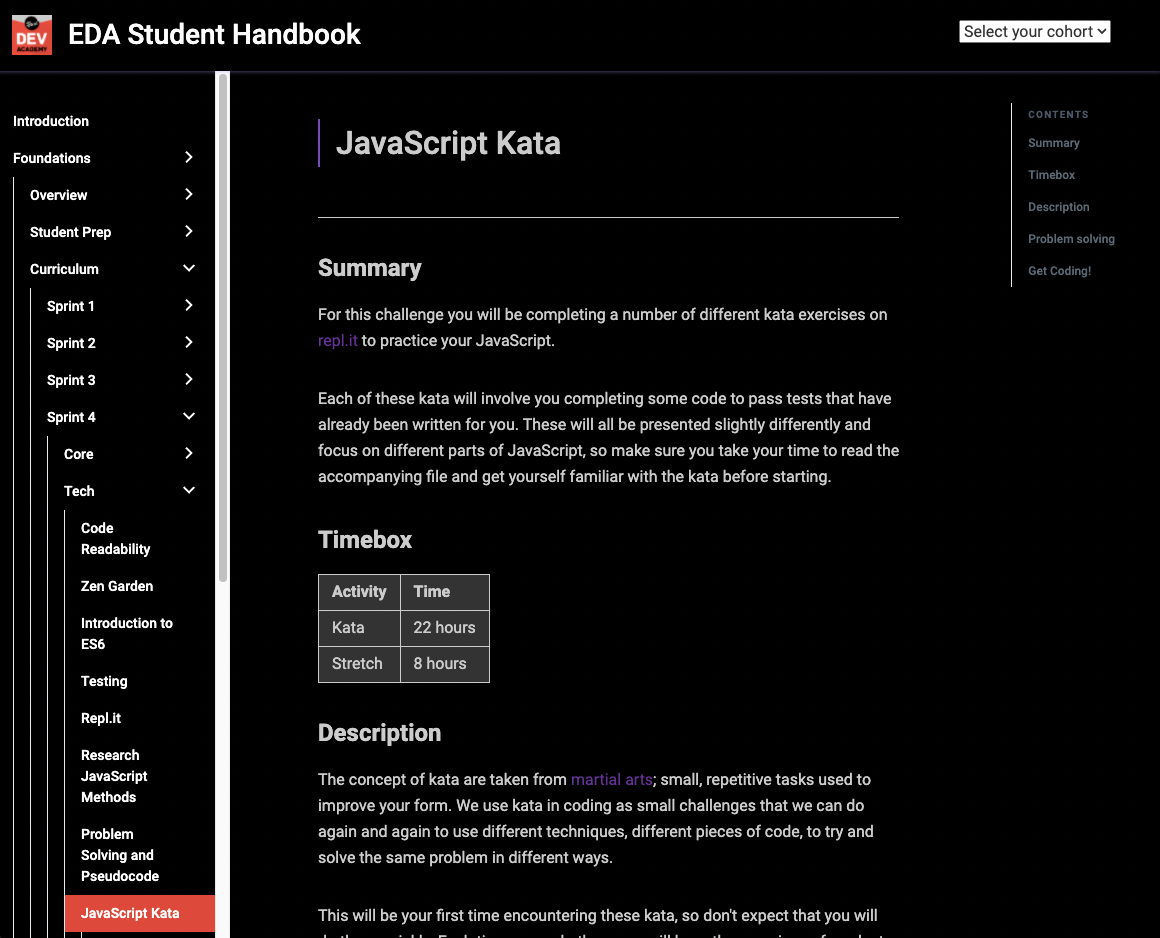 DEV
ACADEMY
EDA Student Handbook
Select your cohort
Introduction
Foundations
Overview
Student Prep
Curriculum
Sprint 1
Sprint 2
Sprint 3
Sprint 4
Core
Tech
Code
Readability
Zen Garden
Introduction to
ES6
Testing
Repl.it
Research
JavaScript
Methods
Problem
Solving and
Pseudocode
JavaScript Kata
JavaScript Kata
Summary
For this challenge you will be completing a number of different kata exercises on
repl.it to practice your JavaScript.
Each of these kata will involve you completing some code to pass tests that have
already been written for you. These will all be presented slightly differently and
focus on different parts of JavaScript, so make sure you take your time to read the
accompanying file and get yourself familiar with the kata before starting.
Timebox
Activity Time
Kata 22 hours
Stretch 8 hours
Description
The concept of kata are taken from martial arts; small, repetitive tasks used to
improve your form. We use kata in coding as small challenges that we can do
again and again to use different techniques, different pieces of code, to try and
solve the same problem in different ways.
This will be your first time encountering these kata, so don't expect that you will
CONTENTS
Summary
Timebox
Description
Problem solving
Get Coding!